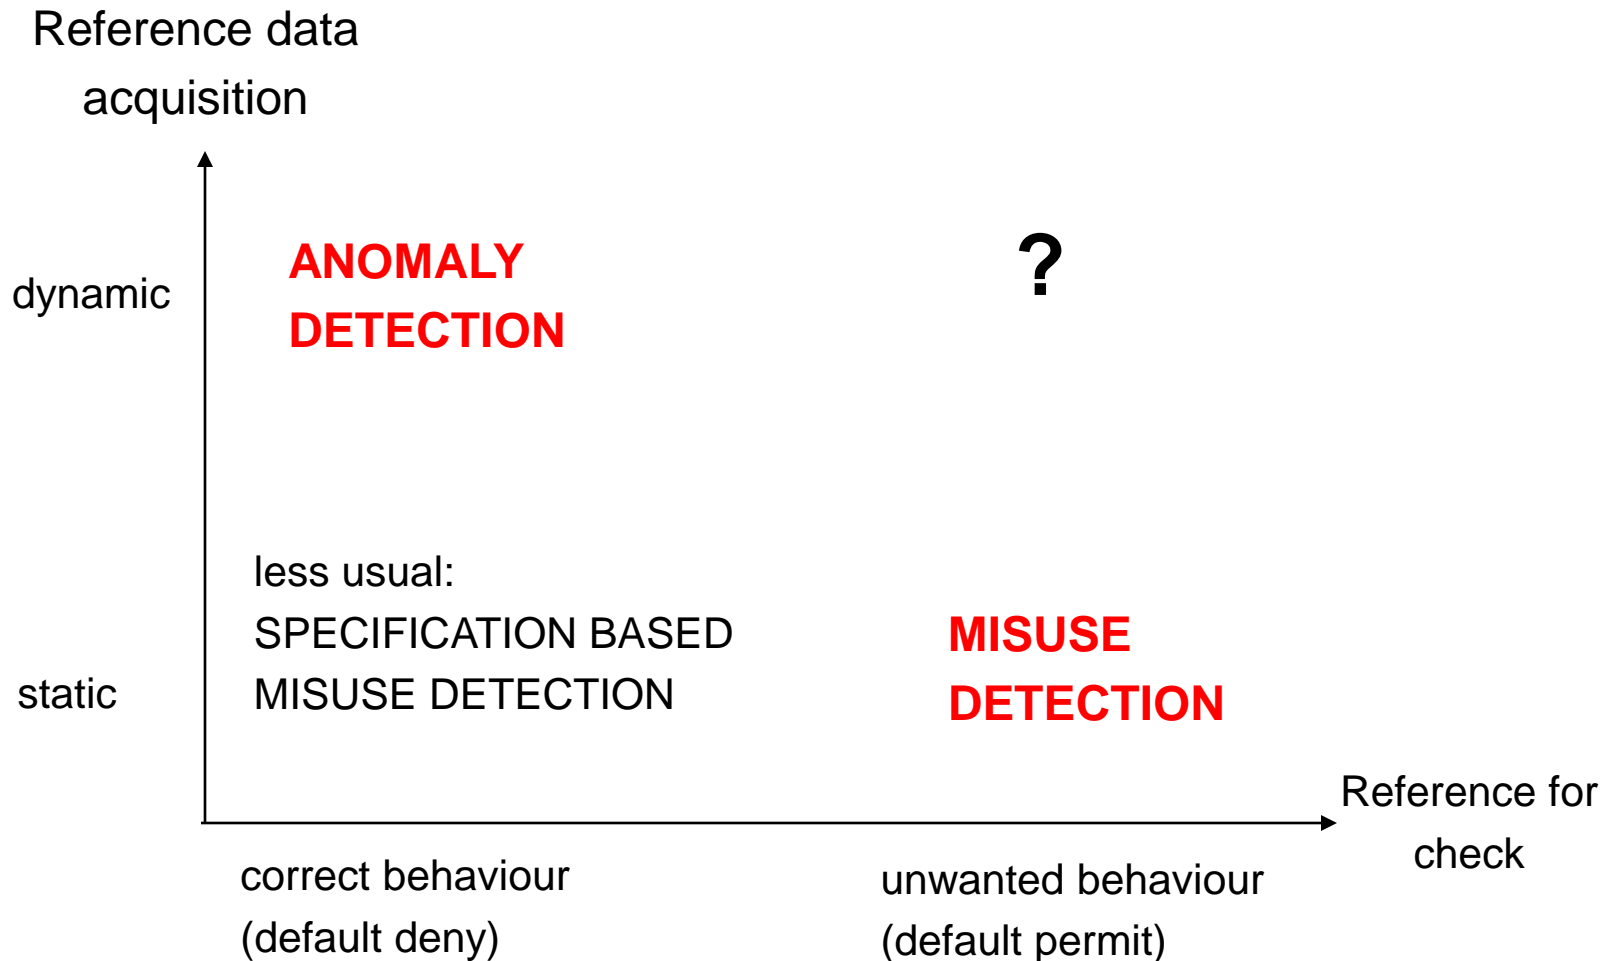 Reference data
acquisition
ANOMALY
DETECTION
?
dynamic
less usual:
SPECIFICATION BASED
MISUSE DETECTION
MISUSE
DETECTION
static
Reference for
check
correct behaviour
(default deny)
unwanted behaviour
(default permit)